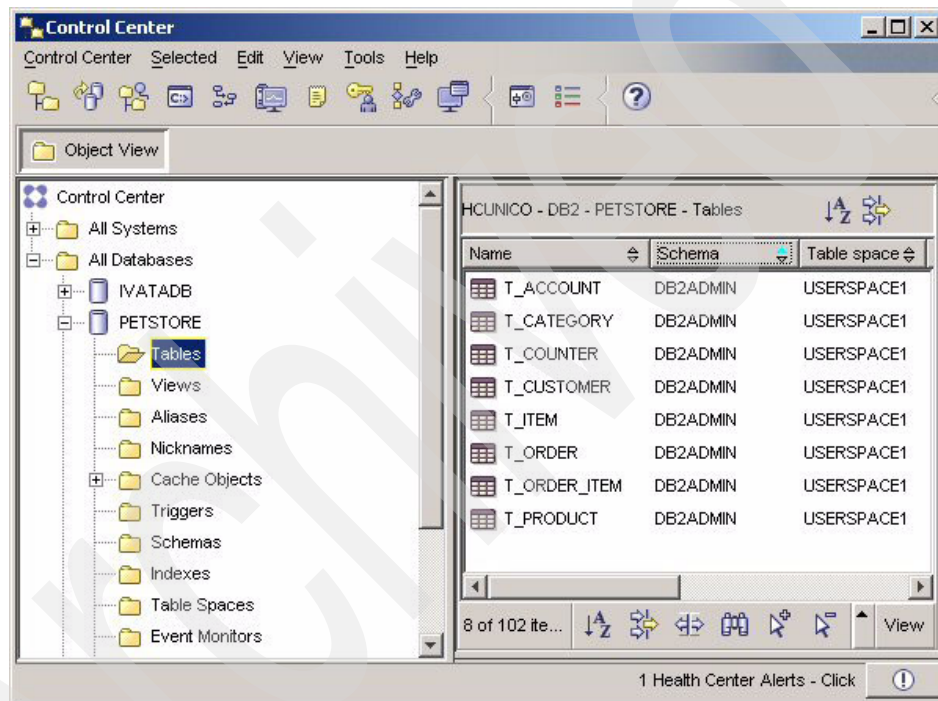 Control Center
Control Center Selected Edit View Tools Help
Object View
Control Center
All Systems
All Databases
IVATADB
PETSTORE
Tables
Views
Aliases
Nicknames
Cache Objects
Triggers
Schemas
Indexes
Table Spaces
Event Monitors
HCUNICO - DB2 - PETSTORE - Tables
Name Schema Table space
T_ACCOUNT DB2ADMIN USERSPACE1
T_CATEGORY DB2ADMIN USERSPACE1
T_COUNTER DB2ADMIN USERSPACE1
T_CUSTOMER DB2ADMIN USERSPACE1
T_ITEM DB2ADMIN USERSPACE1
T_ORDER DB2ADMIN USERSPACE1
T_ORDER_ITEM DB2ADMIN USERSPACE1
T_PRODUCT DB2ADMIN USERSPACE1
8 of 102 ite... View
1 Health Center Alerts - Click